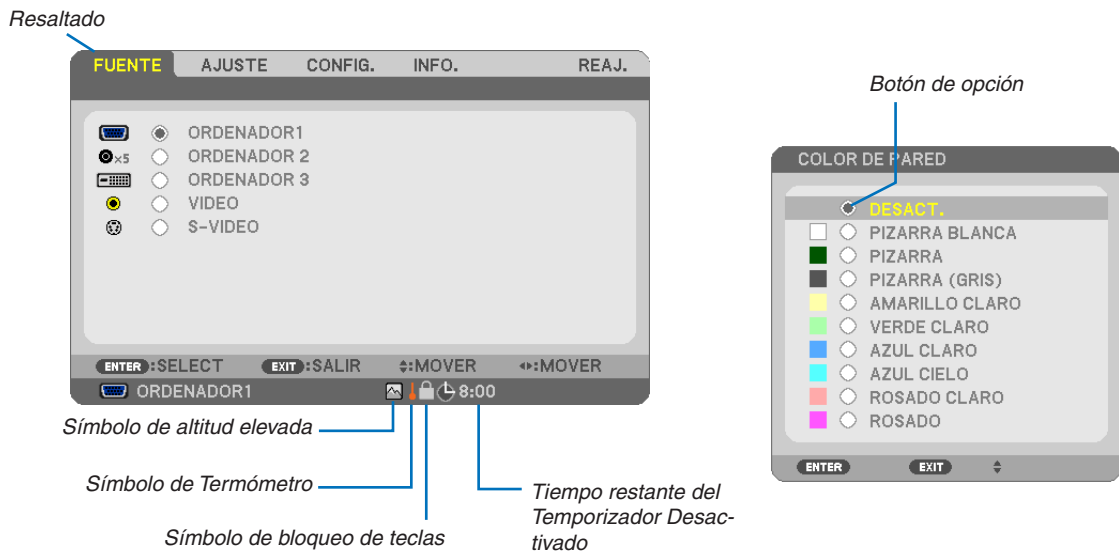 Resaltado
FUENTE AJUSTE CONFIG. INFO. REAJ.
ORDENADOR1
×5 ORDENADOR 2
ORDENADOR 3
VIDEO
S-VIDEO
ENTER :SELECT EXIT :SALIR :MOVER :MOVER
ORDENADOR1 8:00
Símbolo de altitud elevada
Símbolo de Termómetro
Símbolo de bloqueo de teclas
Tiempo restante del
Temporizador Desac-
tivado
Botón de opción
COLOR DE PARED
DESACT.
PIZARRA BLANCA
PIZARRA
PIZARRA (GRIS)
AMARILLO CLARO
VERDE CLARO
AZUL CLARO
AZUL CIELO
ROSADO CLARO
ROSADO
ENTER EXIT